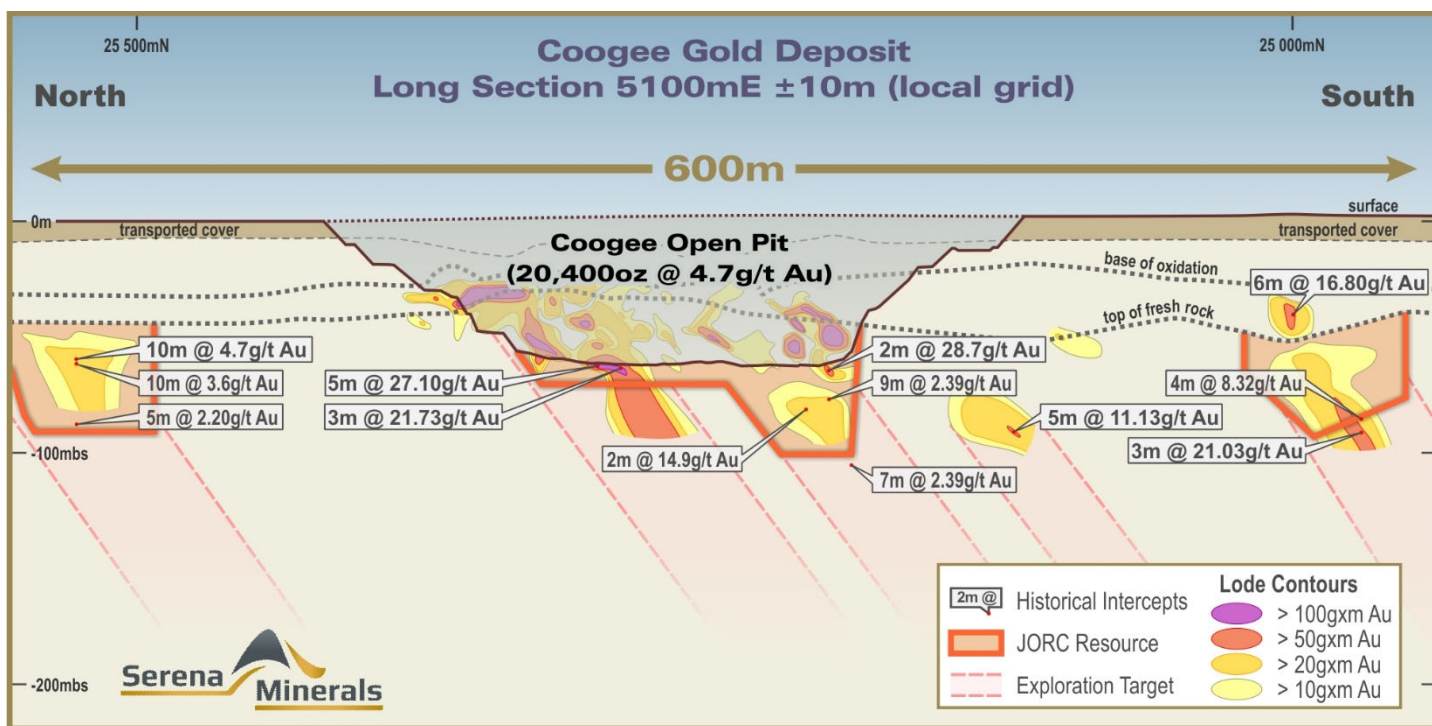 25 500mN
25 000mN
Coogee Gold Deposit
Long Section 5100mE ±10m (local grid)
North
South
600m
0m
surface
transported cover
transported cover
Coogee Open Pit
(20,400oz @ 4.7g/t Au)
base of oxidation
6m @ 16.80g/t Au
top of fresh rock
10m @ 4.7g/t Au
2m @ 28.7g/t Au
10m @ 3.6g/t Au
5m @ 27.10g/t Au
9m @ 2.39g/t Au
4m @ 8.32g/t Au
5m @ 2.20g/t Au
3m @ 21.73g/t Au
5m @ 11.13g/t Au
3m @ 21.03g/t Au
-100mbs
2m @ 14.9g/t Au
7m @ 2.39g/t Au
Lode Contours
2m @
Historical Intercepts
> 100gxm Au
JORC Resource
> 50gxm Au
> 20gxm Au
Exploration Target
> 10gxm Au
-200mbs
Serena
Minerals